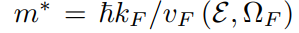 m* = ℏk_F/v_F (ℰ, Ω_F)